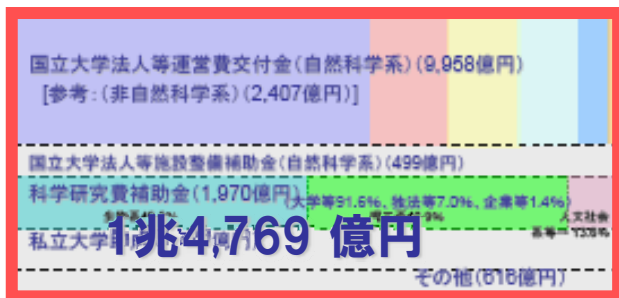 国立大学法人等運営費交付金(自然科学系)(9,958億円)
[参考:(非自然科学系)(2,407億円)]
国立大学法人等施設整備補助金(自然科学系)(499億円)
科学研究費補助金(1,970億円)
(大学等91.6%、独法等7.0%、企業等1.4%)
人文社会
私立大学
1兆4,769 億円
その他(616億円)